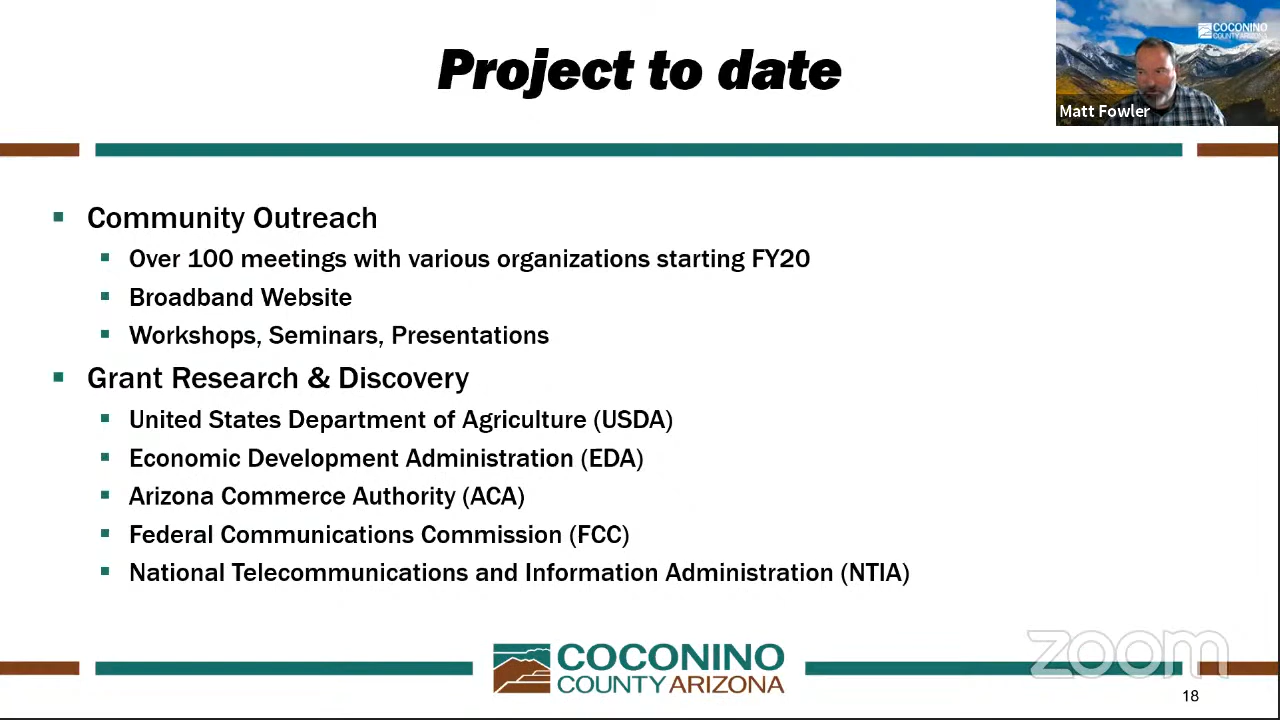 Project to date
COCONINO
COUNTY ARIZONA
Matt Fowler
Community Outreach
Over 100 meetings with various organizations starting FY20
Broadband Website
Workshops, Seminars, Presentations
Grant Research & Discovery
United States Department of Agriculture (USDA)
Economic Development Administration (EDA)
Arizona Commerce Authority (ACA)
Federal Communications Commission (FCC)
National Telecommunications and Information Administration (NTIA)
COCONINO
COUNTY ARIZONA
zoom
18